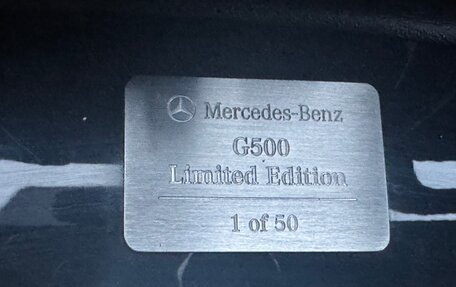 Mercedes-Benz
G500
Limited Edition
1 of 50